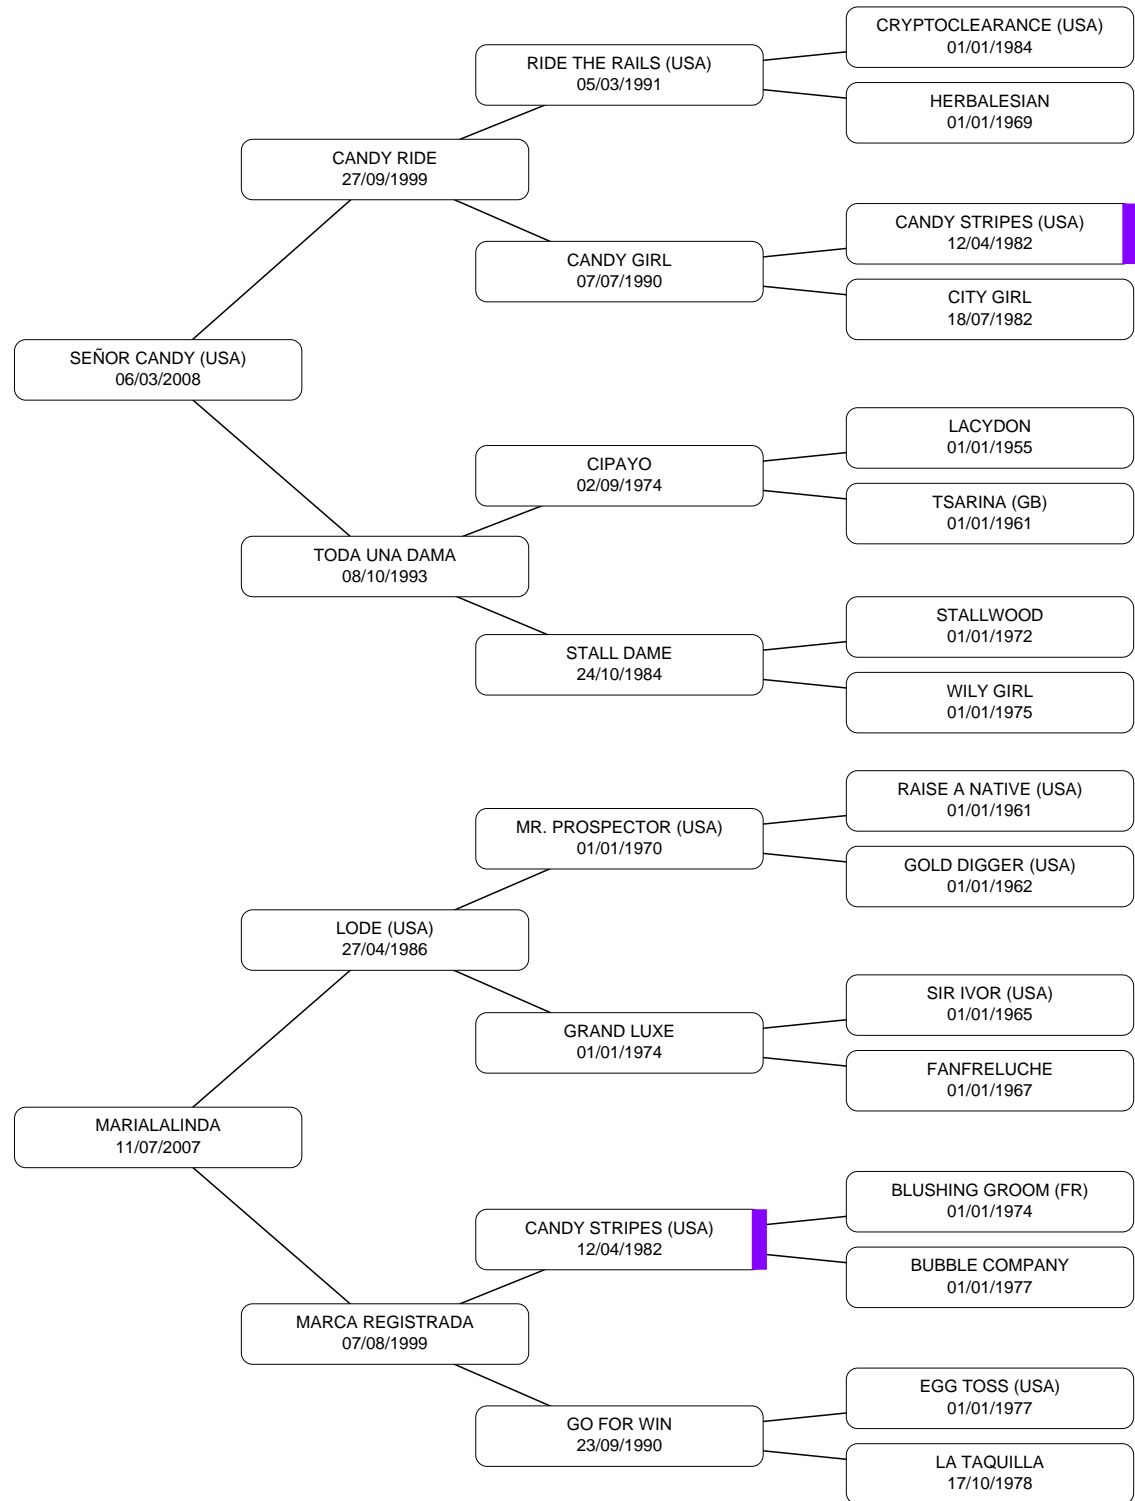 CRYPTOCLEARANCE (USA)
01/01/1984
RIDE THE RAILS (USA)
05/03/1991
HERBALESIAN
01/01/1969
CANDY RIDE
27/09/1999
CANDY STRIPES (USA)
12/04/1982
CANDY GIRL
07/07/1990
CITY GIRL
18/07/1982
SEÑOR CANDY (USA)
06/03/2008
LACYDON
01/01/1955
CIPAYO
02/09/1974
TSARINA (GB)
01/01/1961
TODA UNA DAMA
08/10/1993
STALLWOOD
01/01/1972
STALL DAME
24/10/1984
WILY GIRL
01/01/1975
RAISE A NATIVE (USA)
01/01/1961
MR. PROSPECTOR (USA)
01/01/1970
GOLD DIGGER (USA)
01/01/1962
LODE (USA)
27/04/1986
SIR IVOR (USA)
01/01/1965
GRAND LUXE
01/01/1974
FANFRELUCHE
01/01/1967
MARIALALINDA
11/07/2007
BLUSHING GROOM (FR)
01/01/1974
CANDY STRIPES (USA)
12/04/1982
BUBBLE COMPANY
01/01/1977
MARCA REGISTRADA
07/08/1999
EGG TOSS (USA)
01/01/1977
GO FOR WIN
23/09/1990
LA TAQUILLA
17/10/1978